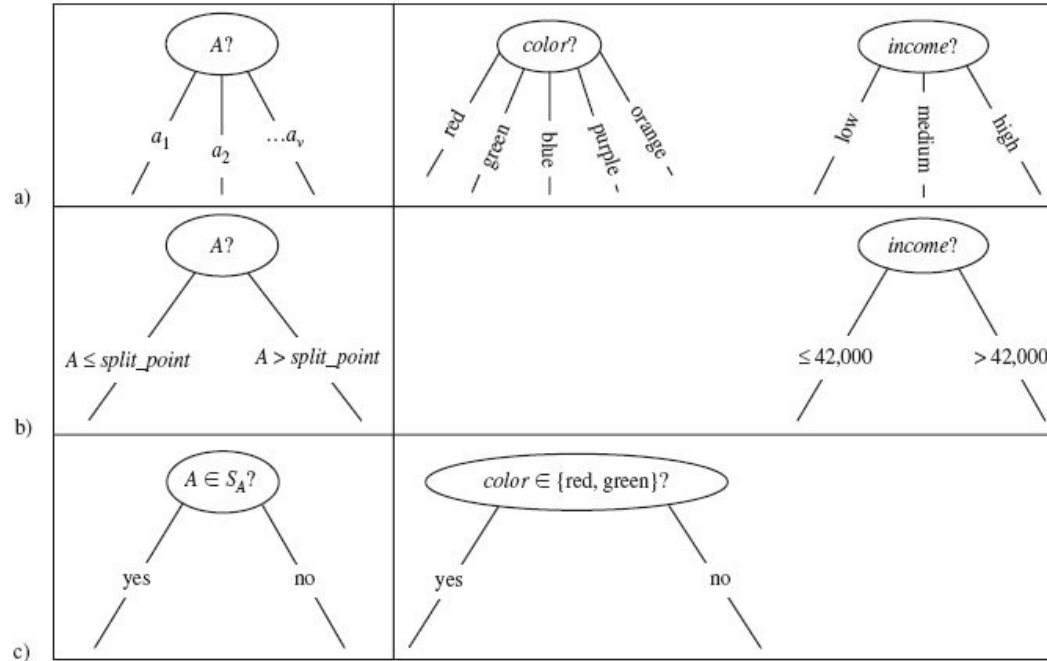 A?
a1
a2
...av
color?
red
green
blue
purple
orange
income?
low
medium
high
a)
A?
A ≤ split_point
A > split_point
income?
≤ 42,000
> 42,000
b)
A ∈ SA?
yes
no
color ∈ {red, green}?
yes
no
c)